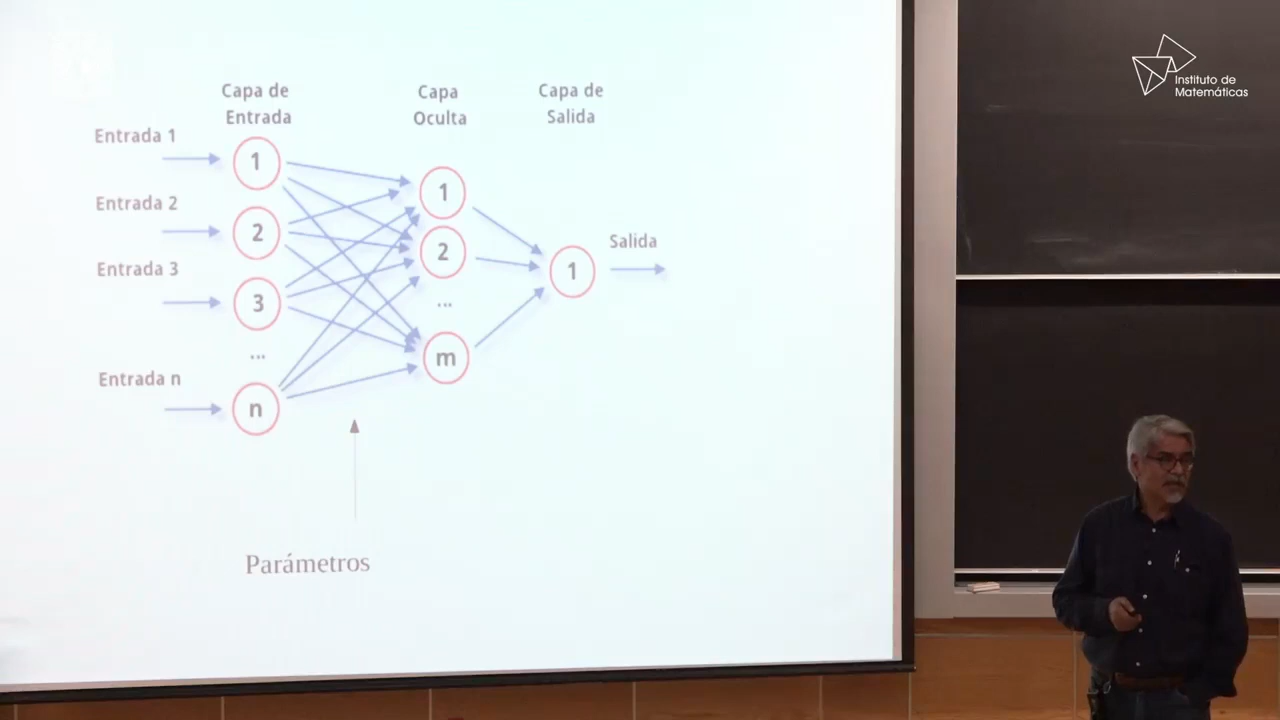 Capa de
Entrada
Capa
Oculta
Capa de
Salida
Entrada 1
1
Entrada 2
2
Entrada 3
3
...
Entrada n
n
1
2
...
m
1
Salida
Parámetros
Instituto de
Matemáticas